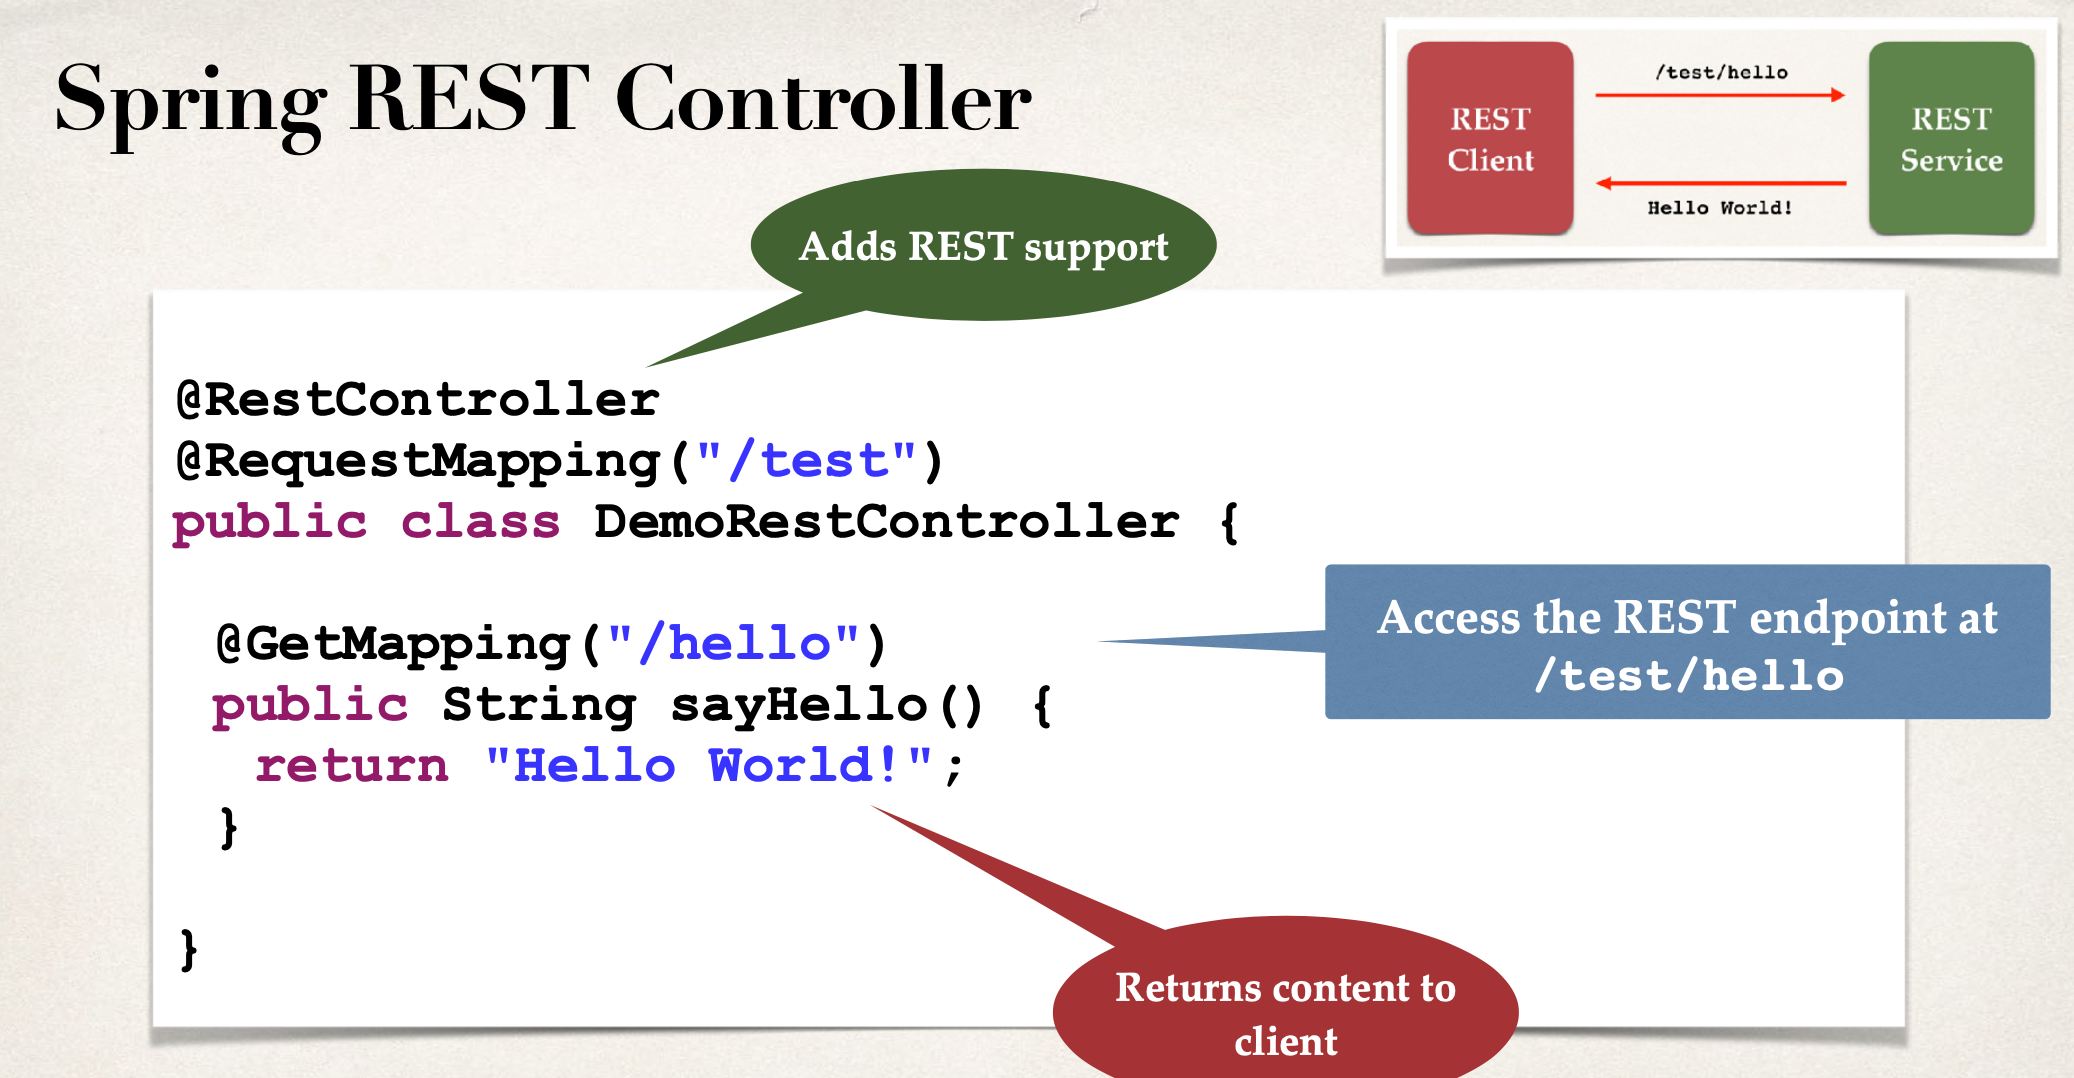 Spring REST Controller
REST
Client
/test/hello
Hello World!
REST
Service
Adds REST support
@RestController
@RequestMapping("/test")
public class DemoRestController {
@GetMapping("/hello")
public String sayHello() {
return "Hello World!";
}
}
Access the REST endpoint at
/test/hello
Returns content to
client